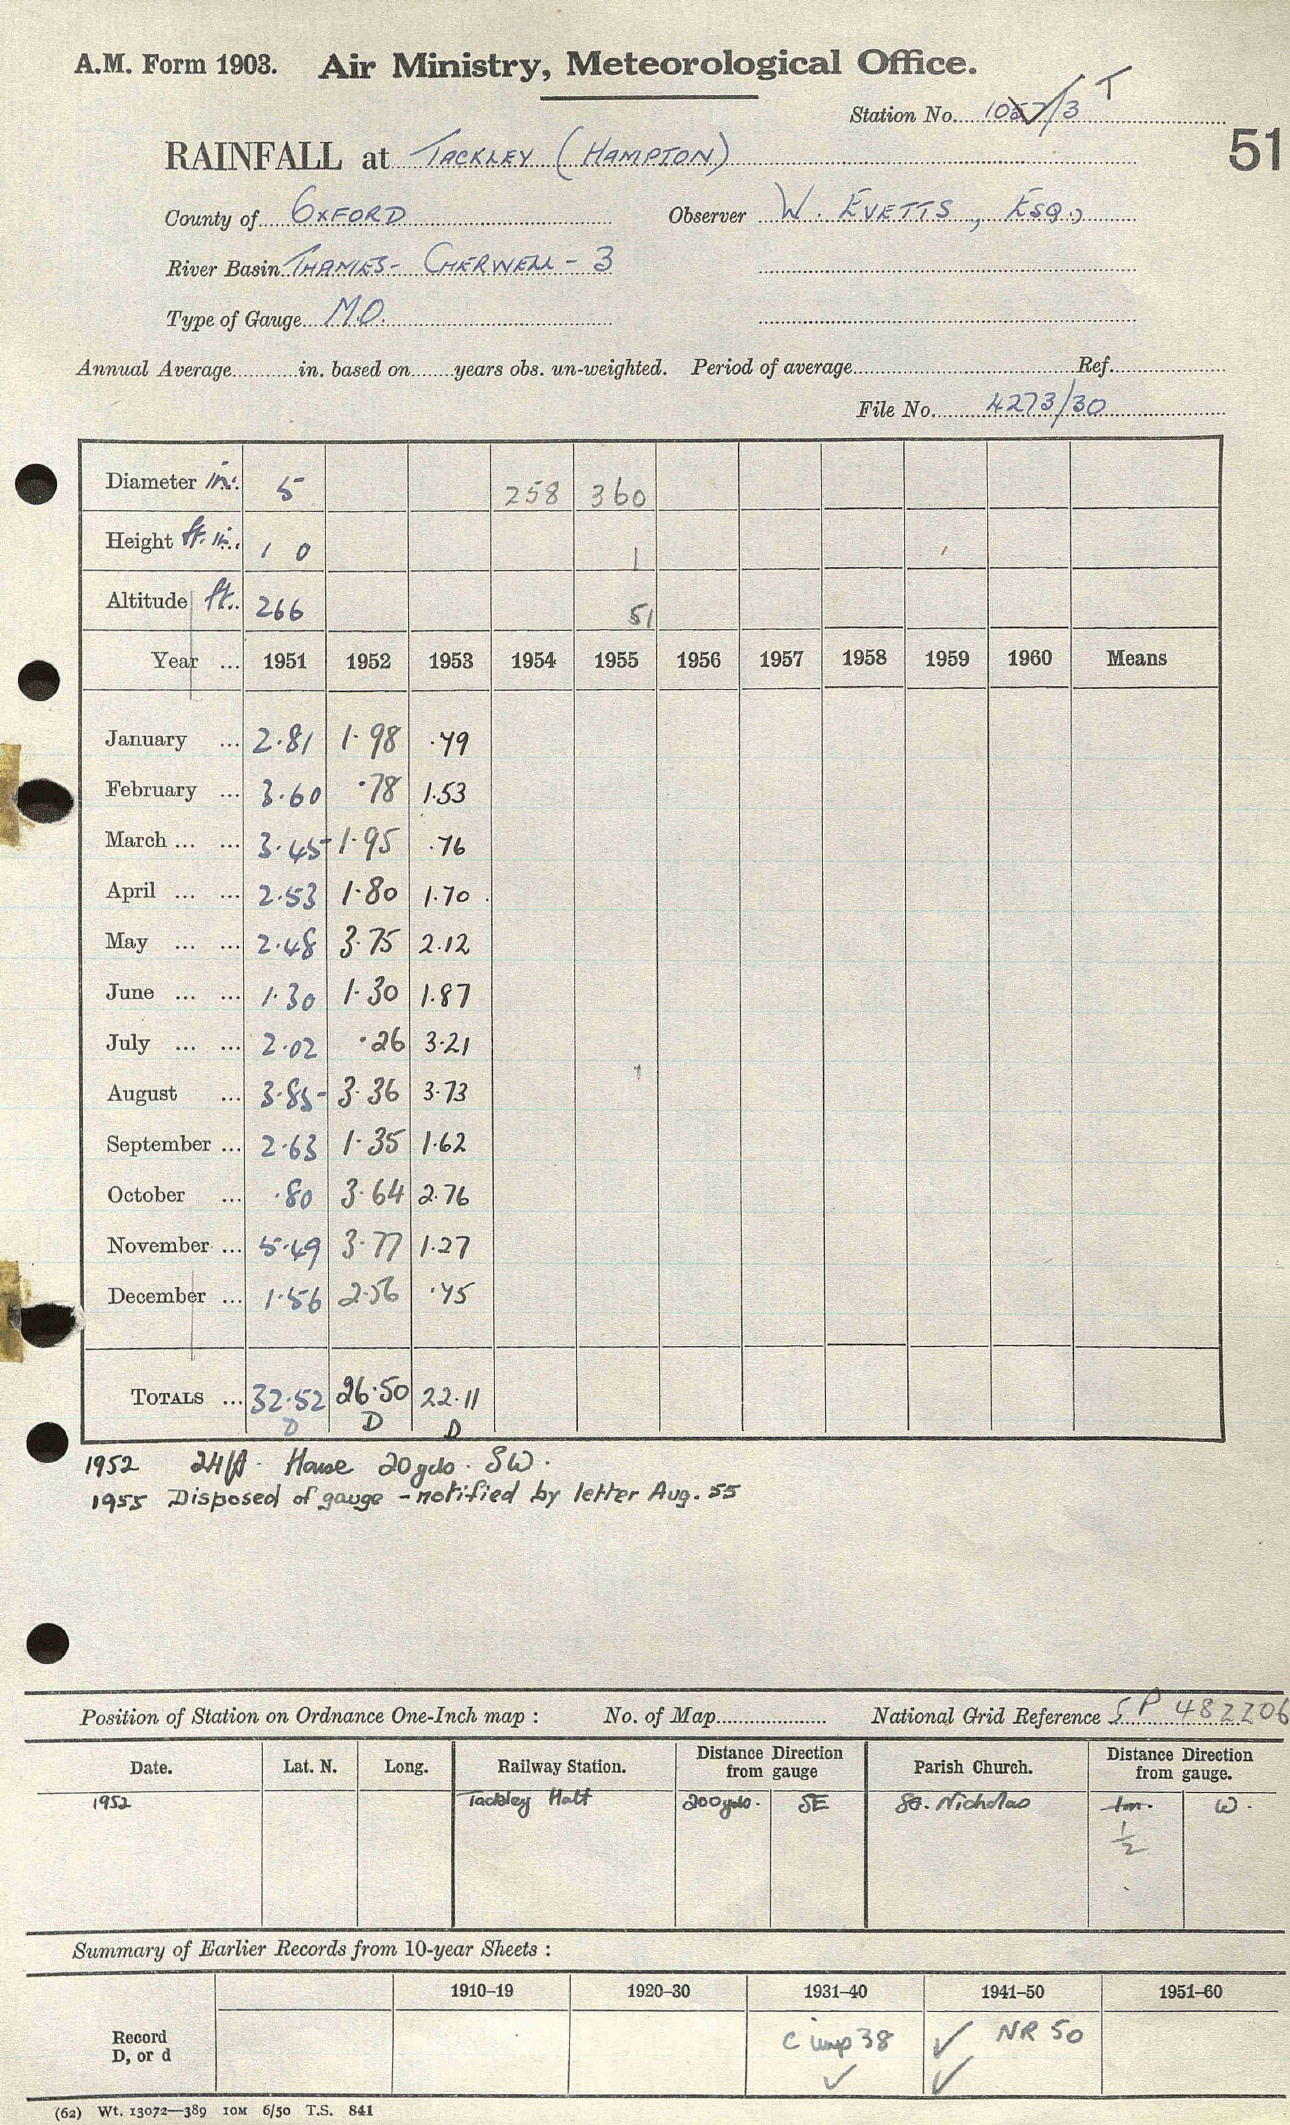 A.M. Form 1903. Air Ministry, Meteorological Office.
Station No. 1057/3 T
51
RAINFALL at TACKLEY (HAMPTON)
County of OXFORD Observer W. EVETTS, ESQ.,
River Basin THAMES - CHERWELL - 3
Type of Gauge M.O.
Annual Average in. based on years obs. un-weighted. Period of average Ref.
File No. 4273/30
Diameter in. 5 258 360
Height ft. in. 1 0 1
Altitude ft. 266 51
Year ... 1951 1952 1953 1954 1955 1956 1957 1958 1959 1960 Means
January ... 2.81 1.98 .79
February ... 3.60 .78 1.53
March ... ... 3.45 1.95 .76
April ... ... 2.53 1.80 1.70
May ... ... 2.48 3.75 2.12
June ... ... 1.30 1.30 1.87
July ... ... 2.02 .26 3.21
August ... 3.85 3.36 3.73
September ... 2.63 1.35 1.62
October ... .80 3.64 2.76
November ... 5.49 3.77 1.27
December ... 1.56 2.56 .75
TOTALS ... 32.52 26.50 22.11
D D D
1952 24ft. House 20yds. SW.
1955 Disposed of gauge - notified by letter Aug. 55
Position of Station on Ordnance One-Inch map : No. of Map National Grid Reference SP 482206
Date. Lat. N. Long. Railway Station. Distance Direction from gauge Parish Church. Distance Direction from gauge.
1952 Tackley Halt 200yds. SE St. Nicholas 1m. W.
1/2
Summary of Earlier Records from 10-year Sheets :
1910–19 1920–30 1931–40 1941–50 1951–60
Record D, or d C imp 38 ✓ ✓ NR 50 ✓
(62) Wt. 13072—389 10M 6/50 T.S. 841